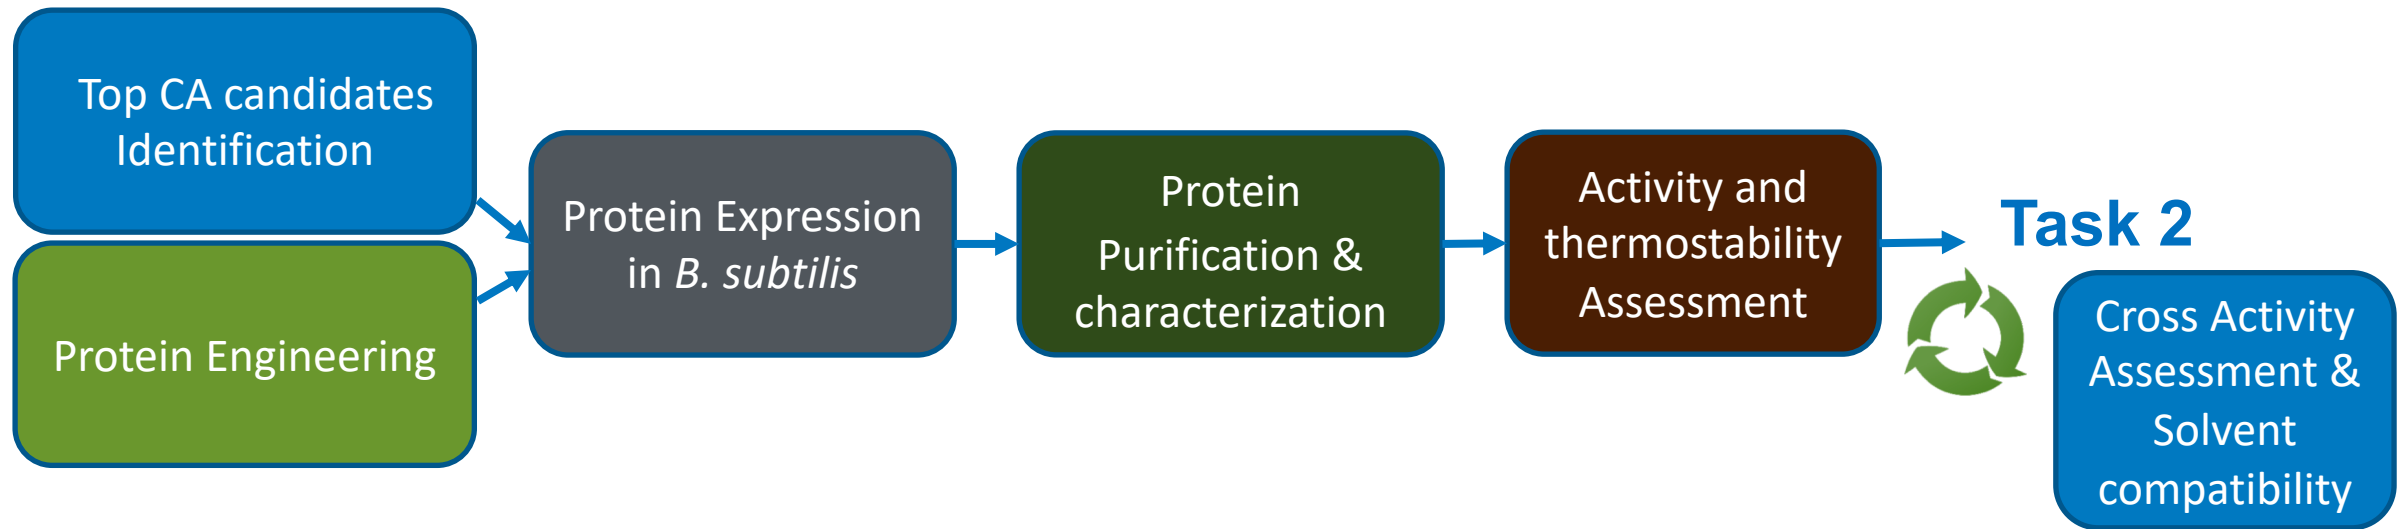 Top CA candidates
Identification
Protein Engineering
Protein Expression
in B. subtilis
Protein
Purification &
characterization
Activity and
thermostability
Assessment
Task 2
Cross Activity
Assessment &
Solvent
compatibility